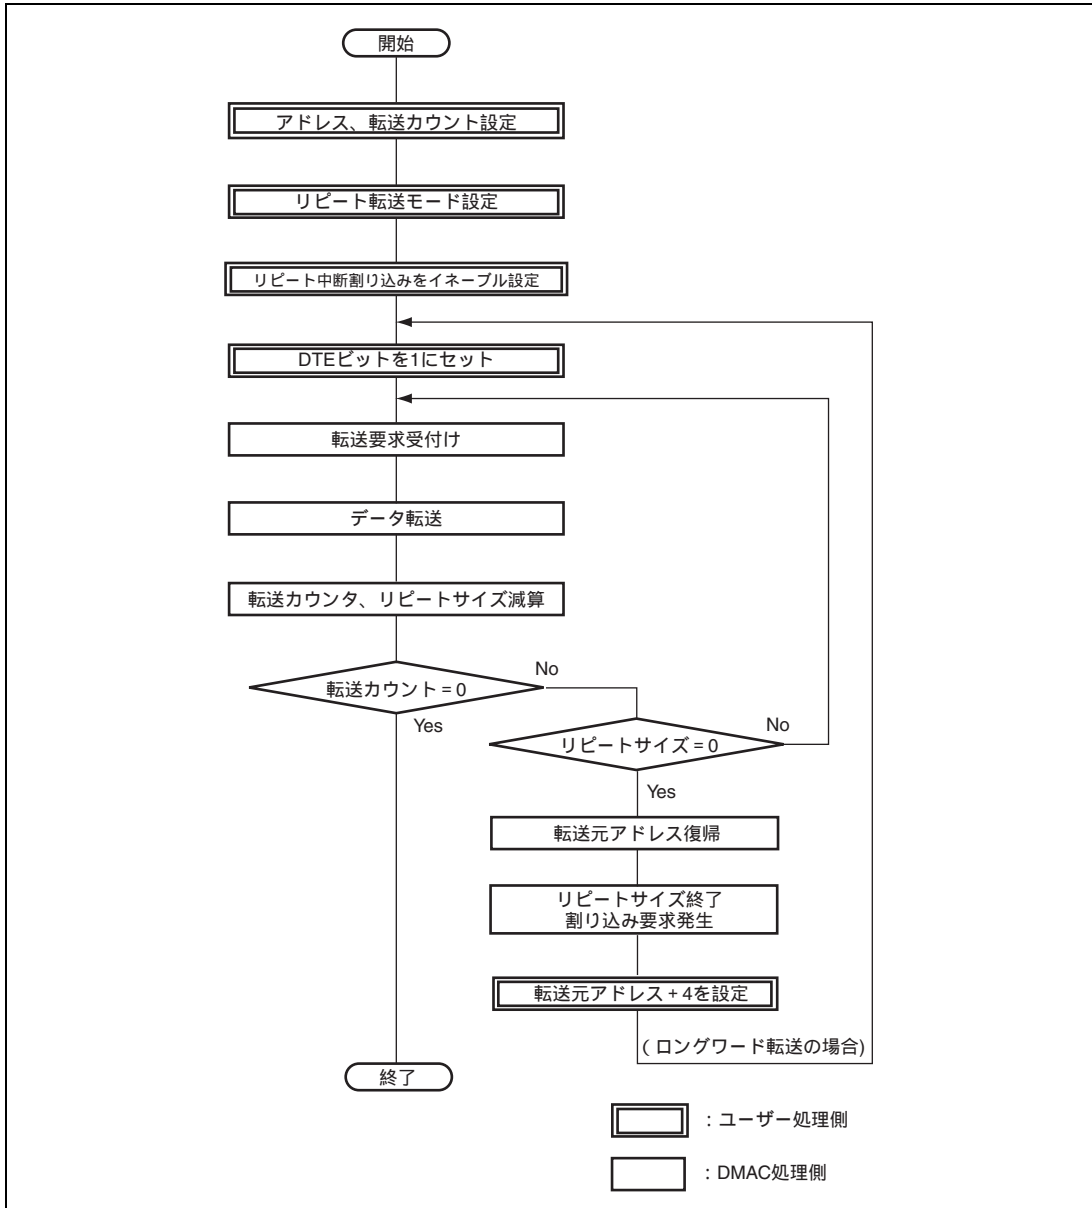 開始
アドレス、転送カウント設定
リピート転送モード設定
リピート中断割り込みをイネーブル設定
DTEビットを1にセット
転送要求受付け
データ転送
転送カウンタ、リピートサイズ減算
転送カウント = 0
No
Yes
リピートサイズ = 0
No
Yes
転送元アドレス復帰
リピートサイズ終了
割り込み要求発生
転送元アドレス + 4を設定
( ロングワード転送の場合)
終了
: ユーザー処理側
: DMAC処理側